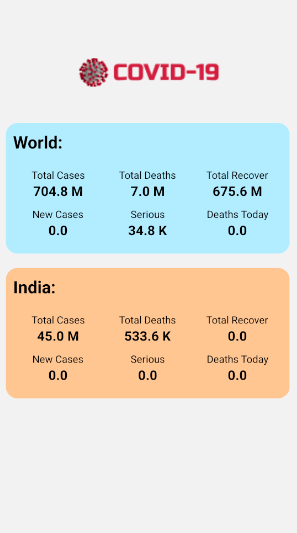 COVID-19
World:
Total Cases Total Deaths Total Recover
704.8 M 7.0 M 675.6 M
New Cases Serious Deaths Today
0.0 34.8 K 0.0
India:
Total Cases Total Deaths Total Recover
45.0 M 533.6 K 0.0
New Cases Serious Deaths Today
0.0 0.0 0.0